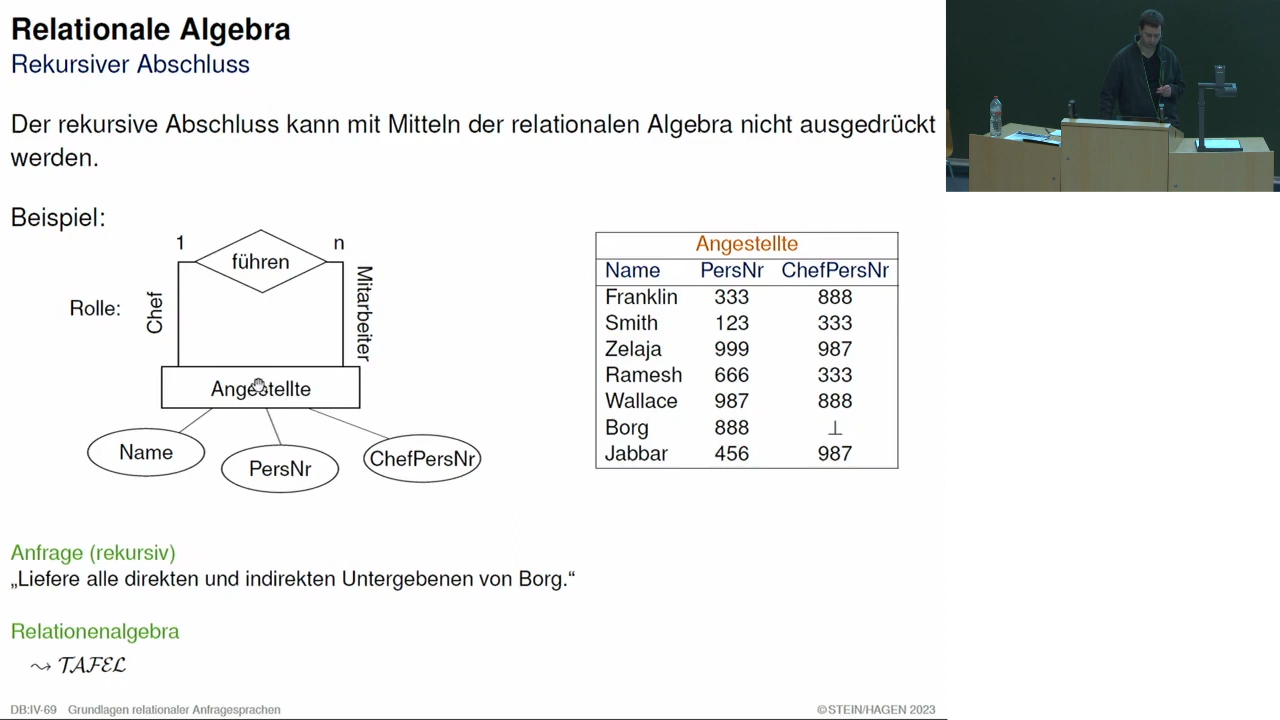 Relationale Algebra
Rekursiver Abschluss
Der rekursive Abschluss kann mit Mitteln der relationalen Algebra nicht ausgedrückt
werden.
Beispiel:
1
n
führen
Rolle:
Chef
Mitarbeiter
Angestellte
Name
PersNr
ChefPersNr
Angestellte
Name PersNr ChefPersNr
Franklin 333 888
Smith 123 333
Zelaja 999 987
Ramesh 666 333
Wallace 987 888
Borg 888 ⊥
Jabbar 456 987
Anfrage (rekursiv)
„Liefere alle direkten und indirekten Untergebenen von Borg.“
Relationenalgebra
⇝ TAFEL
DB:IV-69 Grundlagen relationaler Anfragesprachen
©STEIN/HAGEN 2023